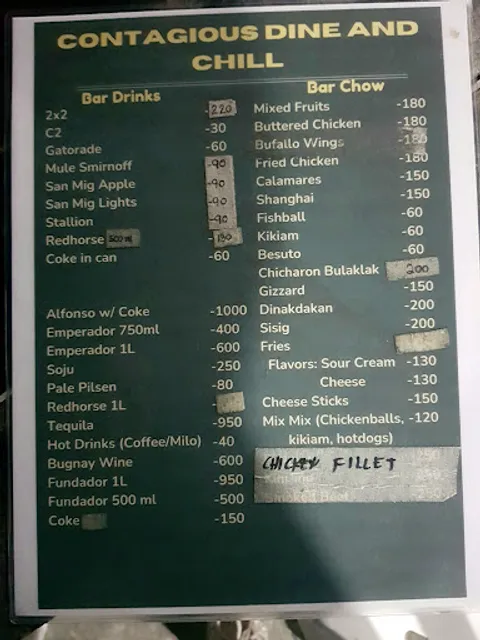 CONTAGIOUS DINE AND
CHILL
Bar Drinks
2x2 -220
C2 -30
Gatorade -60
Mule Smirnoff -90
San Mig Apple -90
San Mig Lights -90
Stallion -90
Redhorse 500ml -130
Coke in can -60
Alfonso w/ Coke -1000
Emperador 750ml -400
Emperador 1L -600
Soju -250
Pale Pilsen -80
Redhorse 1L
Tequila -950
Hot Drinks (Coffee/Milo) -40
Bugnay Wine -600
Fundador 1L -950
Fundador 500 ml -500
Coke -150
Bar Chow
Mixed Fruits -180
Buttered Chicken -180
Bufallo Wings -180
Fried Chicken -180
Calamares -150
Shanghai -150
Fishball -60
Kikiam -60
Besuto -60
Chicharon Bulaklak 200
Gizzard -150
Dinakdakan -200
Sisig -200
Fries
Flavors: Sour Cream -130
Cheese -130
Cheese Sticks -150
Mix Mix (Chickenballs, -120
kikiam, hotdogs)
CHICKEN FILLET